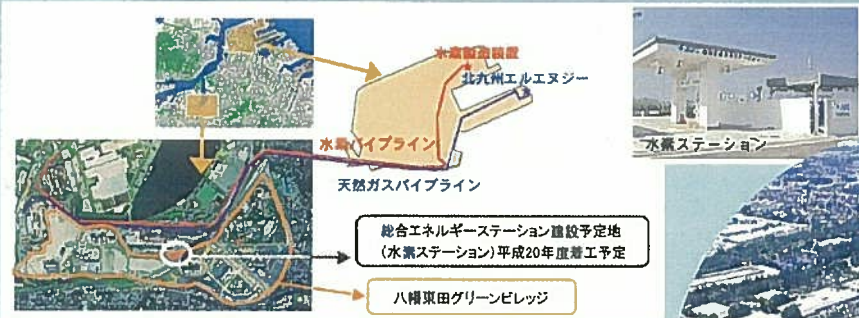 水素製造装置
北九州エルエヌジー
水素パイプライン
天然ガスパイプライン
水素ステーション
総合エネルギーステーション建設予定地
(水素ステーション)平成20年度着工予定
八幡東田グリーンビレッジ